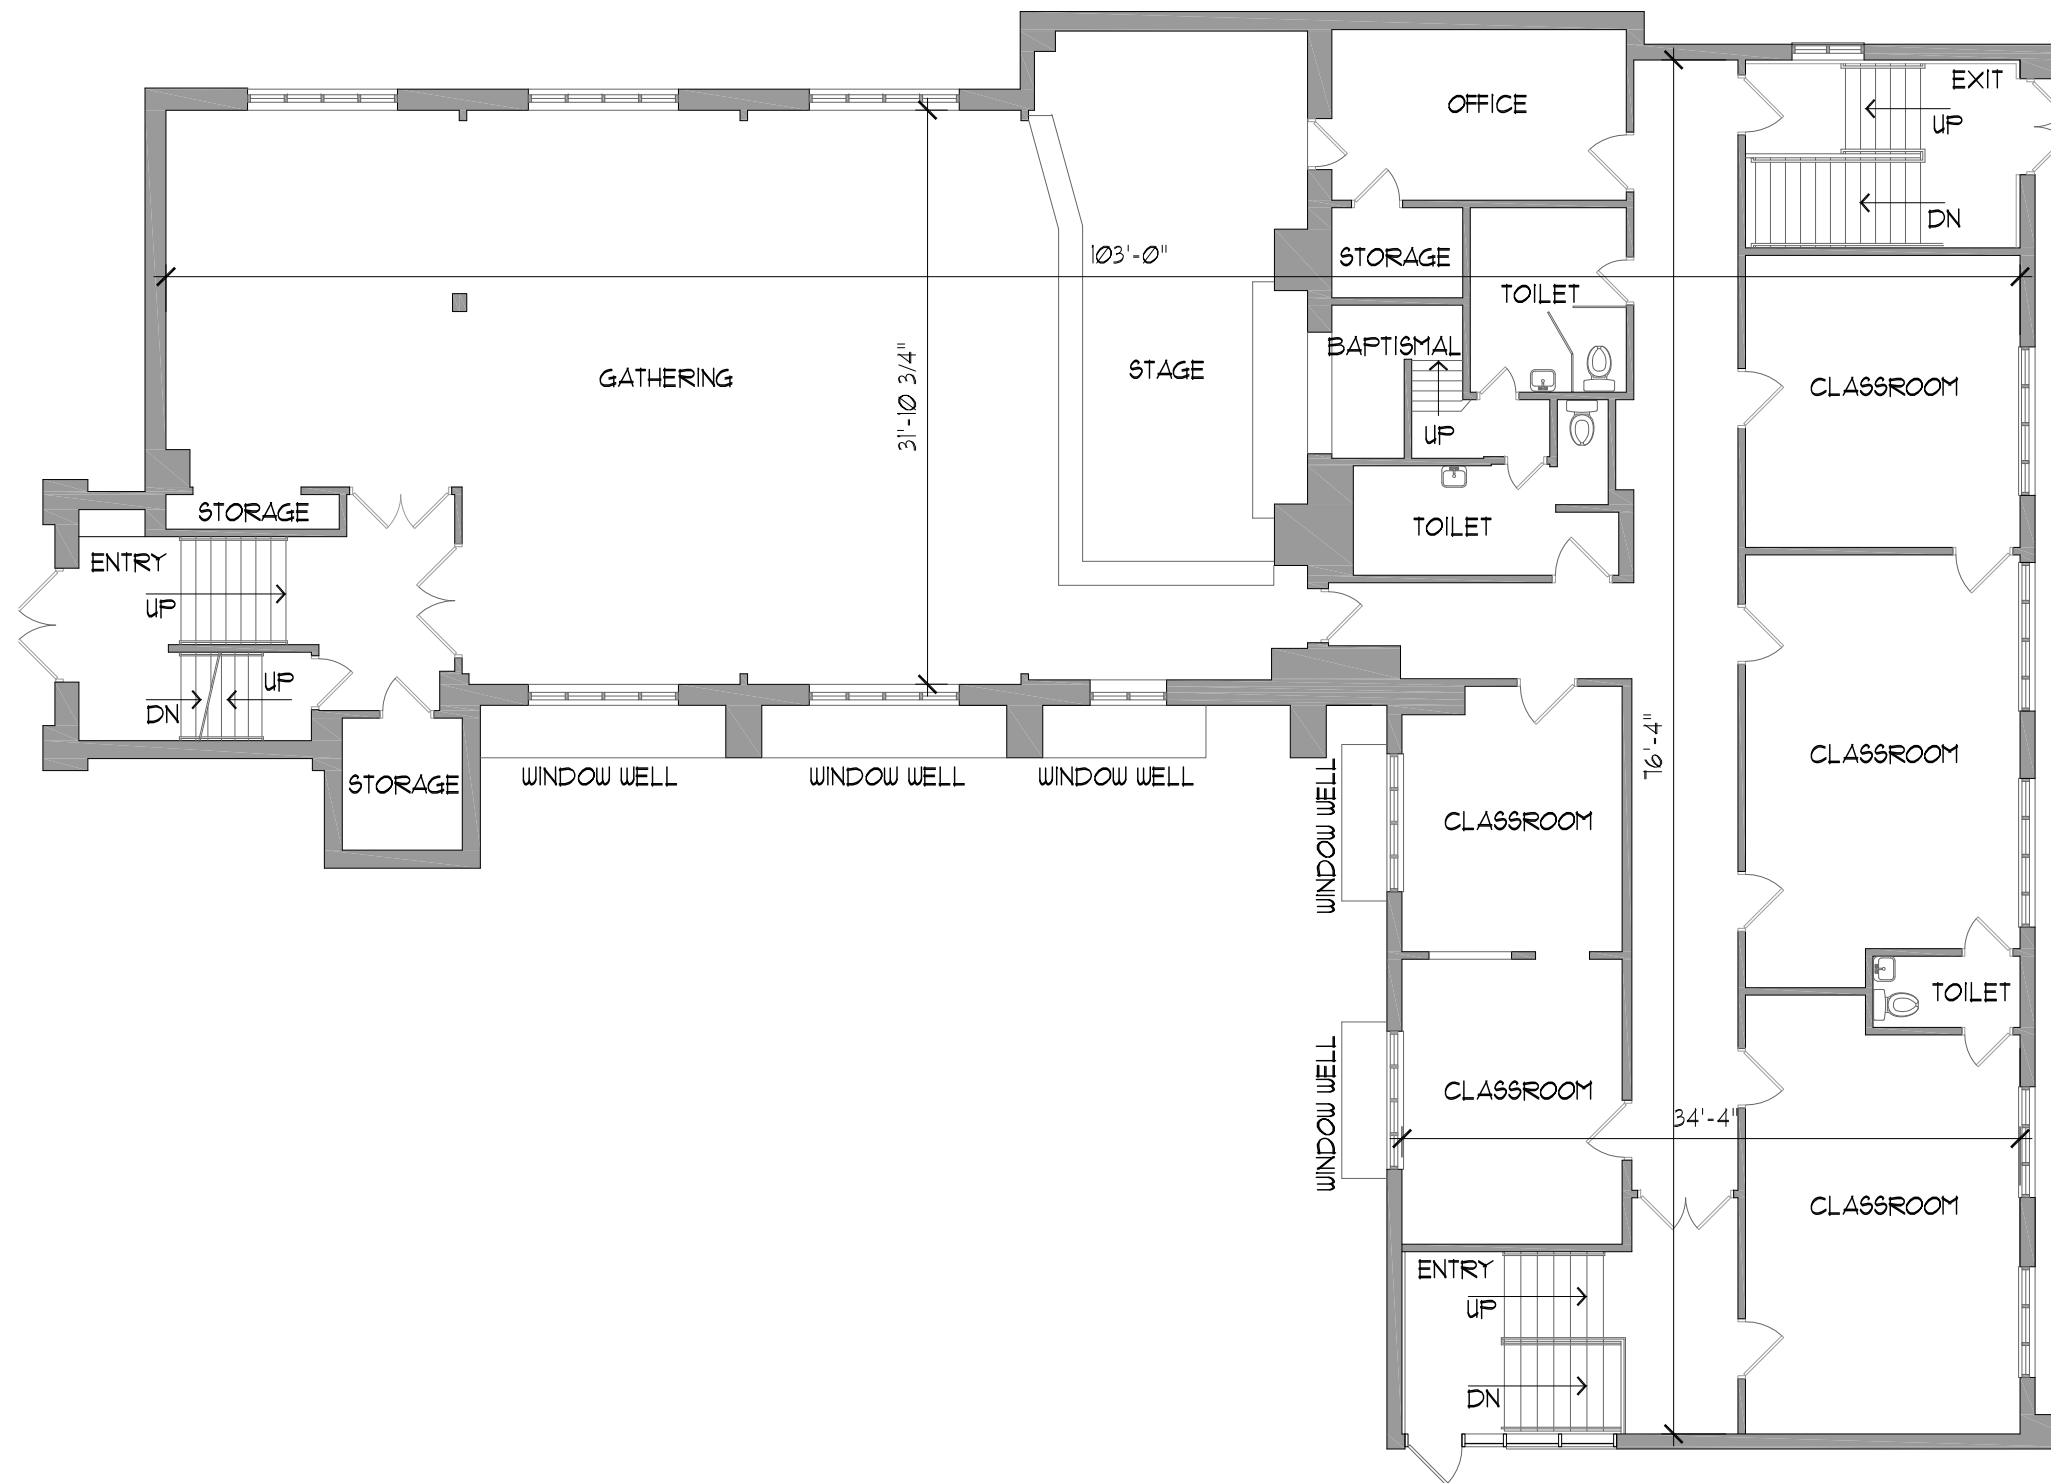 EXIT
UP
DN
OFFICE
STORAGE
TOILET
103'-0"
BAPTISMAL
UP
STAGE
31'-10 3/4"
GATHERING
CLASSROOM
STORAGE
ENTRY
UP
UP
DN
TOILET
STORAGE
WINDOW WELL
WINDOW WELL
WINDOW WELL
WINDOW WELL
76'-4"
CLASSROOM
CLASSROOM
TOILET
WINDOW WELL
CLASSROOM
34'-4"
CLASSROOM
ENTRY
UP
DN